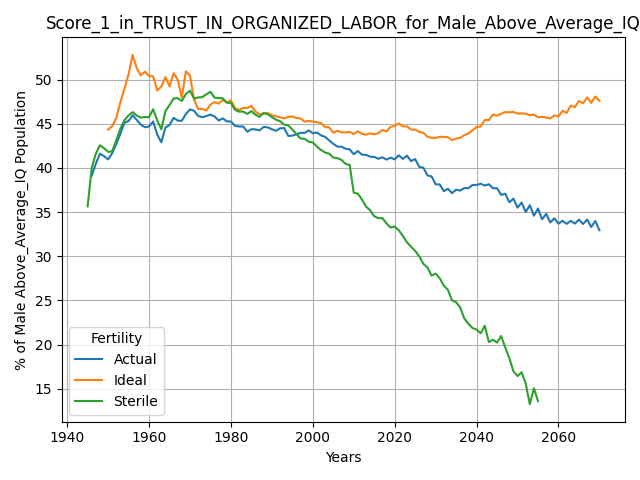 Score_1_in_TRUST_IN_ORGANIZED_LABOR_for_Male_Above_Average_IQ
% of Male Above_Average_IQ Population
50
45
40
35
30
25
20
15
Fertility
Actual
Ideal
Sterile
1940 1960 1980 2000 2020 2040 2060
Years